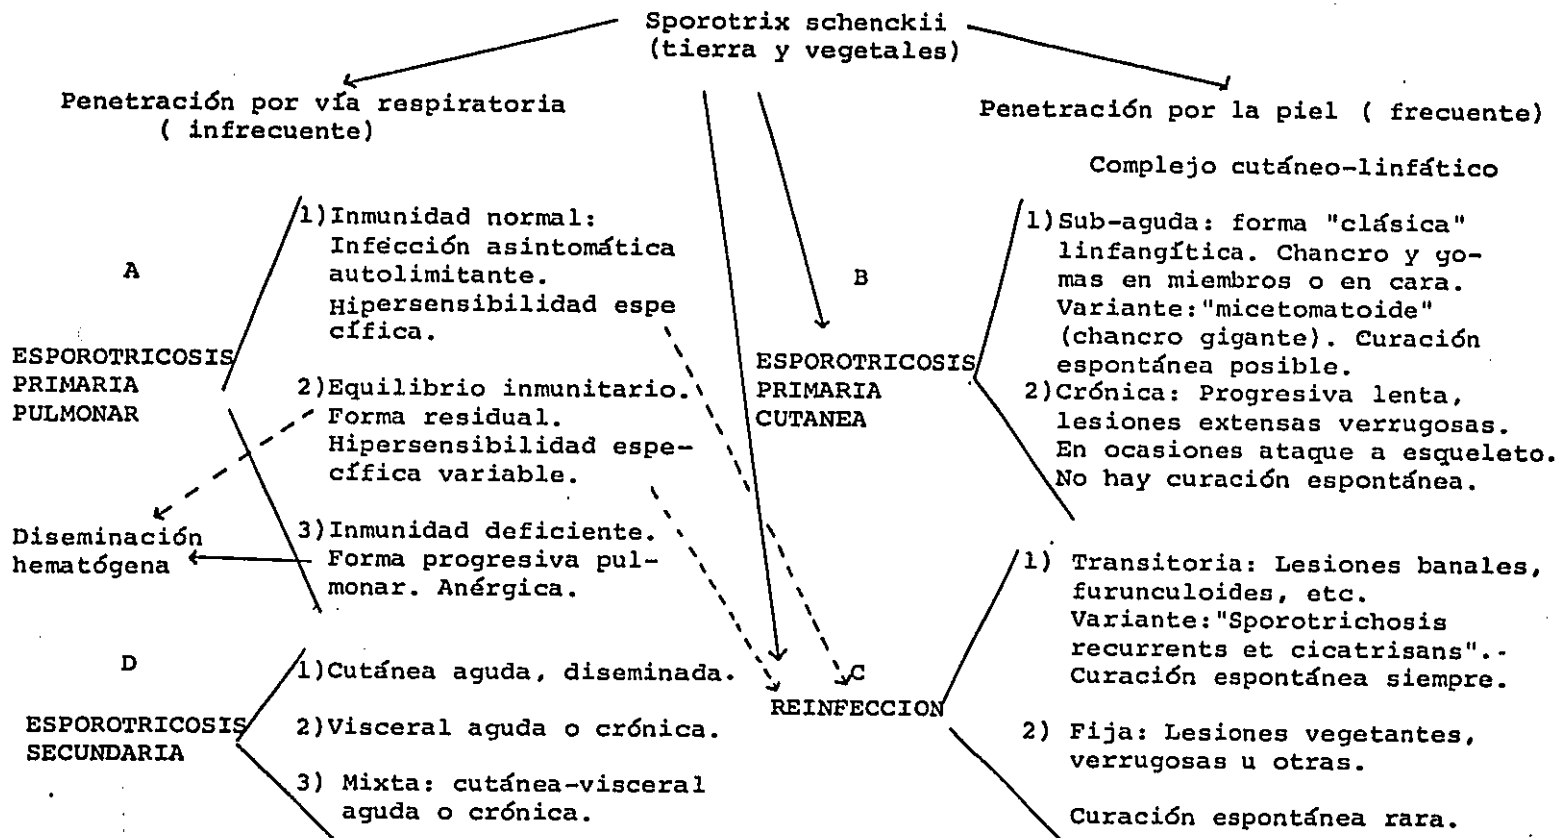 Sporotrix schenckii
(tierra y vegetales)
Penetración por vía respiratoria
( infrecuente)
A
ESPOROTRICOSIS
PRIMARIA
PULMONAR
1)Inmunidad normal:
Infección asintomática
autolimitante.
Hipersensibilidad espe
cífica.
2)Equilibrio inmunitario.
Forma residual.
Hipersensibilidad espe-
cífica variable.
3)Inmunidad deficiente.
Forma progresiva pul-
monar. Anérgica.
Diseminación
hematógena
D
ESPOROTRICOSIS
SECUNDARIA
1)Cutánea aguda, diseminada.
2)Visceral aguda o crónica.
3) Mixta: cutánea-visceral
aguda o crónica.
Penetración por la piel ( frecuente)
Complejo cutáneo-linfático
B
ESPOROTRICOSIS
PRIMARIA
CUTANEA
1)Sub-aguda: forma "clásica"
linfangítica. Chancro y go-
mas en miembros o en cara.
Variante:"micetomatoide"
(chancro gigante). Curación
espontánea posible.
2)Crónica: Progresiva lenta,
lesiones extensas verrugosas.
En ocasiones ataque a esqueleto.
No hay curación espontánea.
C
REINFECCION
1) Transitoria: Lesiones banales,
furunculoides, etc.
Variante:"Sporotrichosis
recurrents et cicatrisans".-
Curación espontánea siempre.
2) Fija: Lesiones vegetantes,
verrugosas u otras.
Curación espontánea rara.